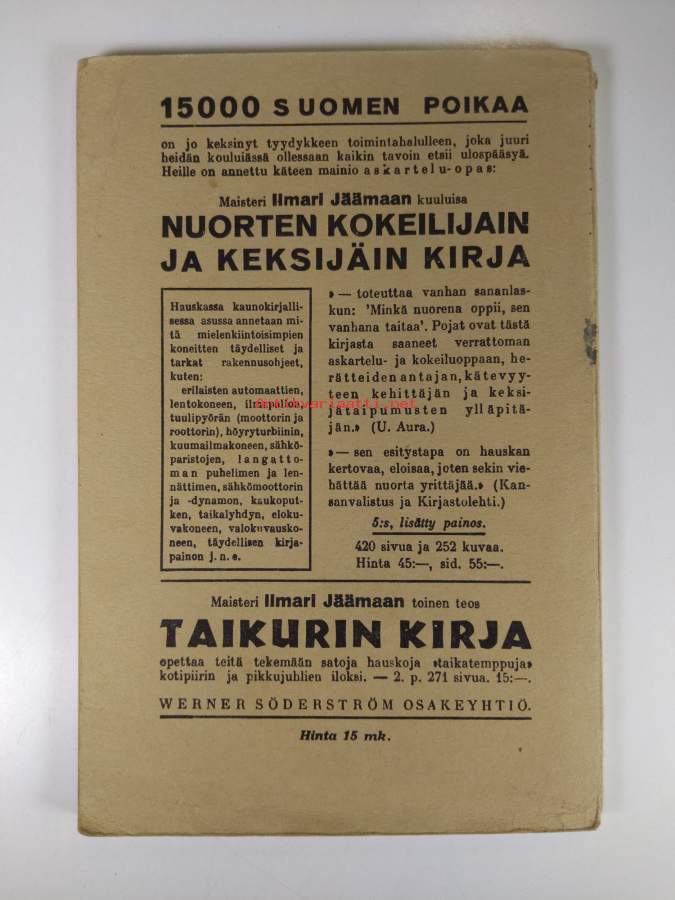 15000 SUOMEN POIKAA
on jo keksinyt tyydykkeen toimintahalulleen, joka juuri
heidän kouluiässä ollessaan kaikin tavoin etsii ulospääsyä.
Heille on annettu käteen mainio askartelu-opas:
Maisteri Ilmari Jäämaan kuuluisa
NUORTEN KOKEILIJAIN
JA KEKSIJÄIN KIRJA
Hauskassa kaunokirjalli-
sessa asussa annetaan mi-
tä mielenkiintoisimpien
koneitten täydelliset ja
tarkat rakennusohjeet,
kuten:
erilaisten automaattien,
lentokoneen, ilmapallon,
tuulipyörän (moottorin ja
roottorin), höyryturbiinin,
kuumailmakoneen, sähkö-
paristojen, langatto-
man puhelimen ja len-
nättimen, sähkömoottorin
ja -dynamon, kaukoput-
ken, taikalyhdyn, eloku-
vakoneen, valokuvausko-
neen, täydellisen kirja-
painon j. n. e.
» — toteuttaa vanhan sananlas-
kun: 'Minkä nuorena oppii, sen
vanhana taitaa'. Pojat ovat tästä
kirjasta saaneet verrattoman
askartelu- ja kokeiluoppaan, he-
rätteiden antajan, kätevyy-
teen kehittäjän ja keksi-
jätaipumusten ylläpitä-
jän.» (U. Aura.)
» — sen esitystapa on hauskan
kertovaa, eloisaa, joten sekin vie-
hättää nuorta yrittäjää.» (Kan-
sanvalistus ja Kirjastolehti.)
5:s, lisätty painos.
420 sivua ja 252 kuvaa.
Hinta 45:—, sid. 55:—.
Maisteri Ilmari Jäämaan toinen teos
TAIKURIN KIRJA
opettaa teitä tekemään satoja hauskoja »taikatemppuja»
kotipiirin ja pikkujuhlien iloksi. — 2. p. 271 sivua. 15:—.
WERNER SÖDERSTRÖM OSAKEYHTIÖ.
Hinta 15 mk.
Antikvariaatti.net